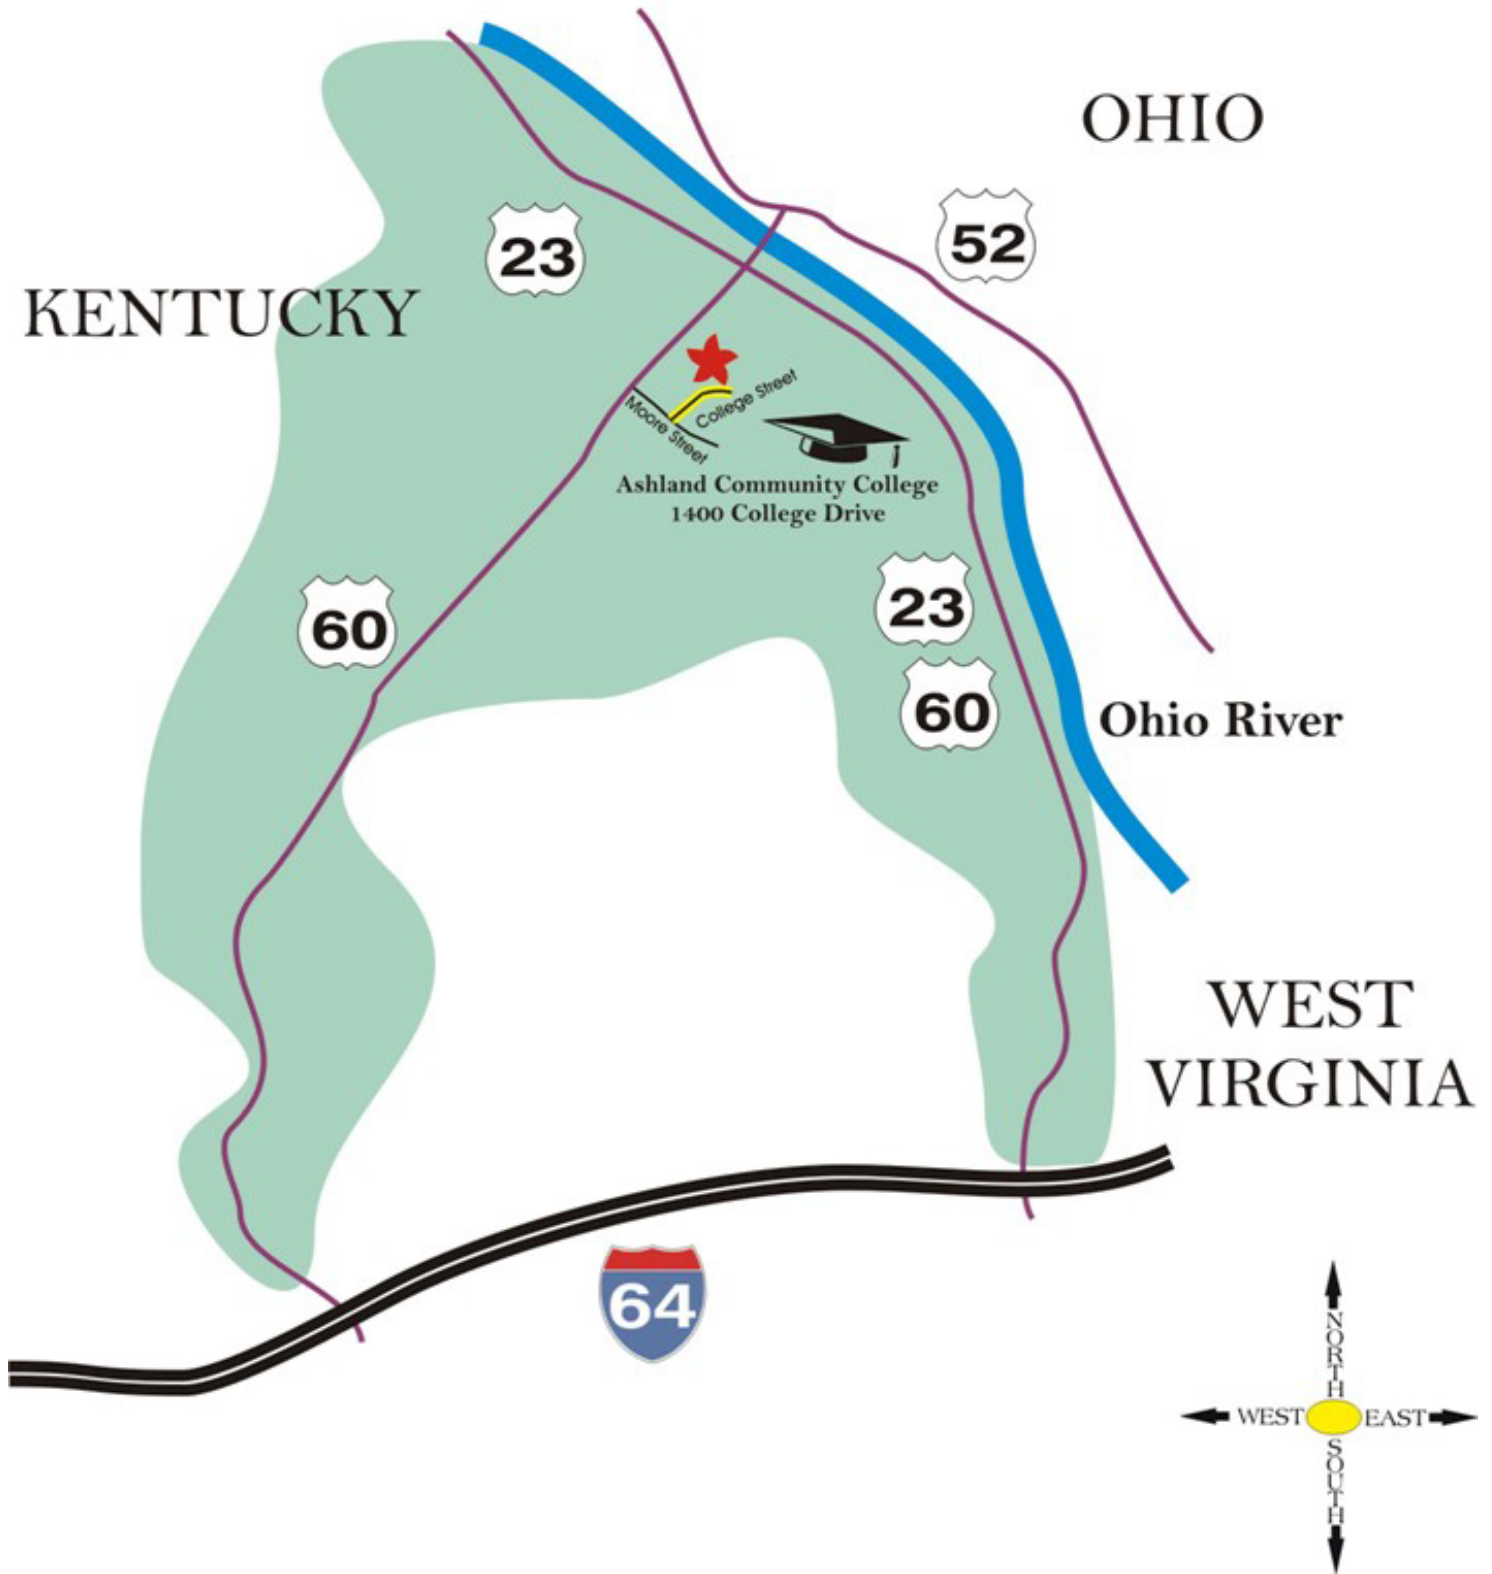 OHIO
52
23
KENTUCKY
College Street
Moore Street
Ashland Community College
1400 College Drive
23
60
60
Ohio River
WEST
VIRGINIA
64
NORTH
WEST
EAST
SOUTH